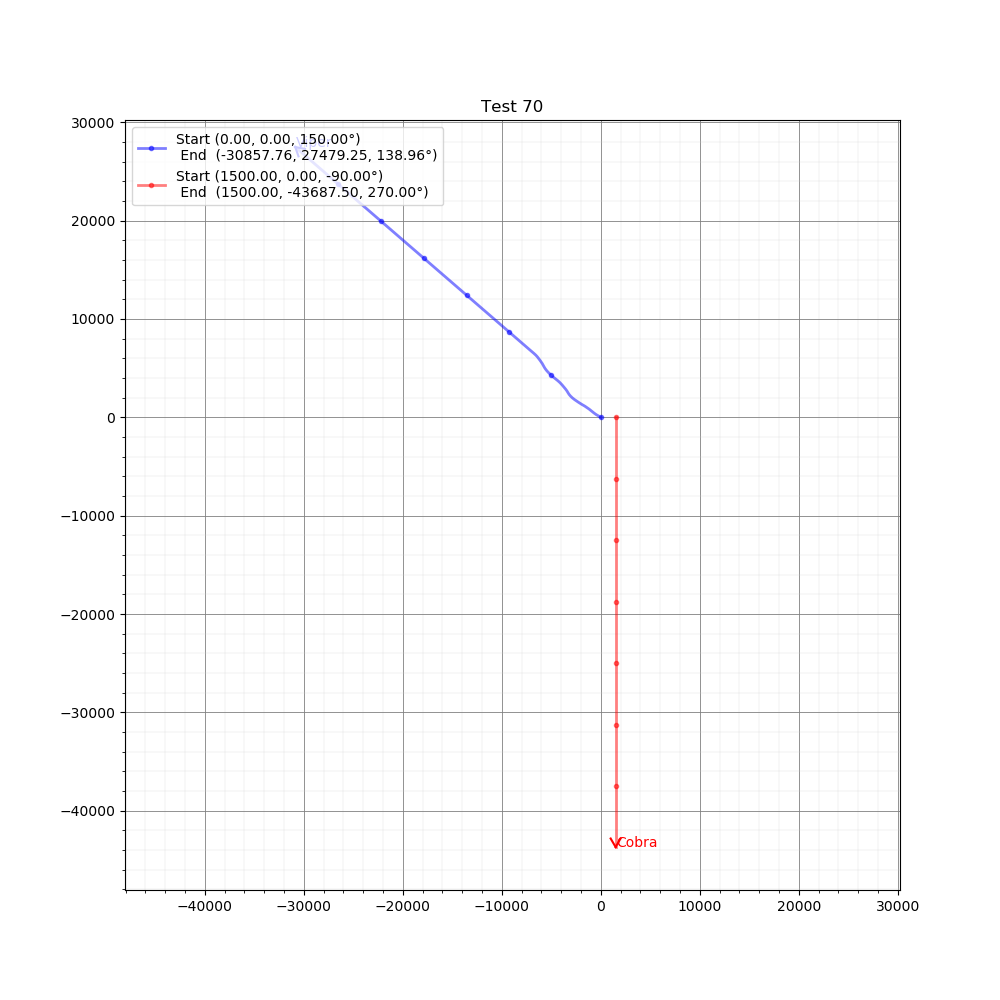 Test 70
30000
20000
10000
0
−10000
−20000
−30000
−40000
Start (0.00, 0.00, 150.00°)
End (-30857.76, 27479.25, 138.96°)
Start (1500.00, 0.00, -90.00°)
End (1500.00, -43687.50, 270.00°)
Cobra
−40000 −30000 −20000 −10000 0 10000 20000 30000